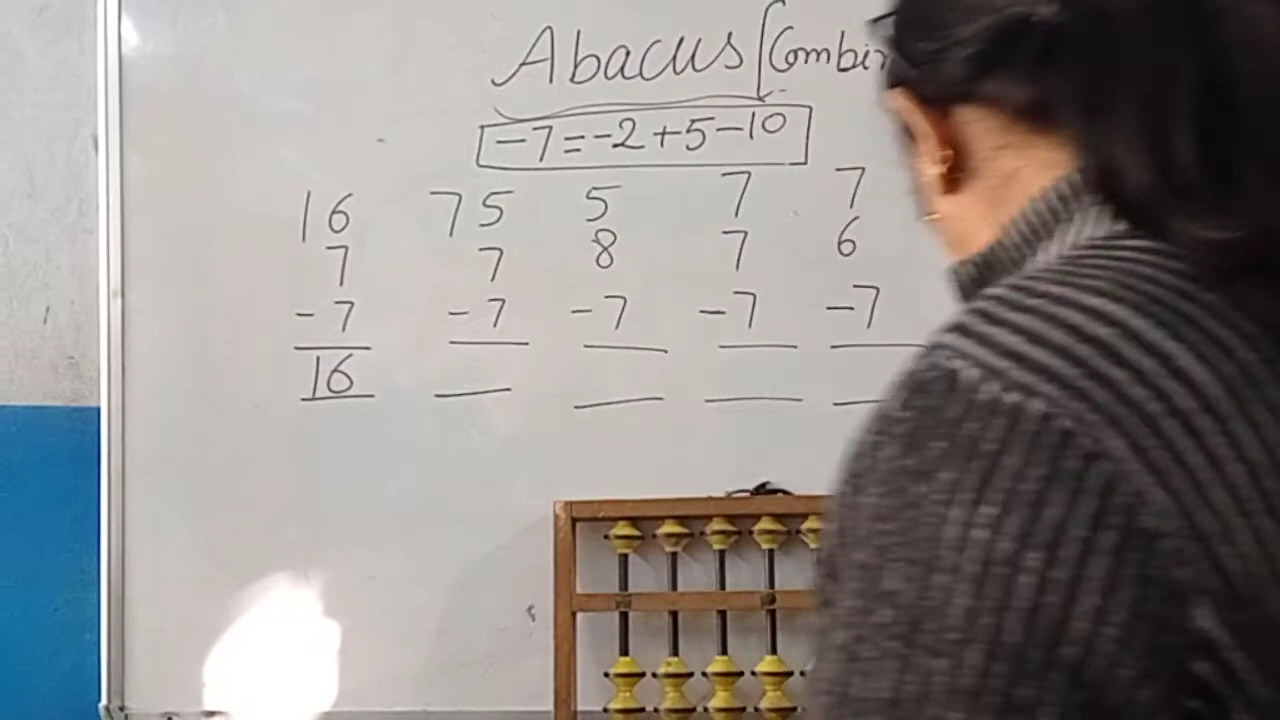 Abacus
-7=-2+5-10
16 75 5 7 7
7 7 8 7 6
-7 -7 -7 -7 -7
16